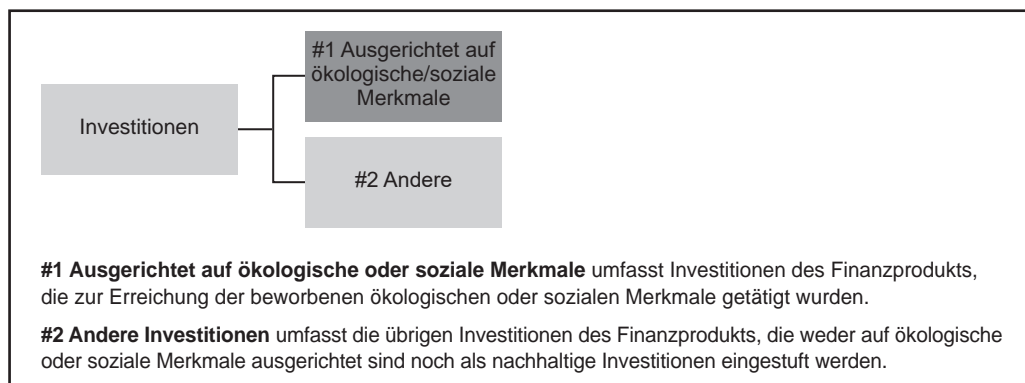 #1 Ausgerichtet auf
ökologische/soziale
Merkmale
Investitionen
#2 Andere
#1 Ausgerichtet auf ökologische oder soziale Merkmale umfasst Investitionen des Finanzprodukts,
die zur Erreichung der beworbenen ökologischen oder sozialen Merkmale getätigt wurden.
#2 Andere Investitionen umfasst die übrigen Investitionen des Finanzprodukts, die weder auf ökologische
oder soziale Merkmale ausgerichtet sind noch als nachhaltige Investitionen eingestuft werden.